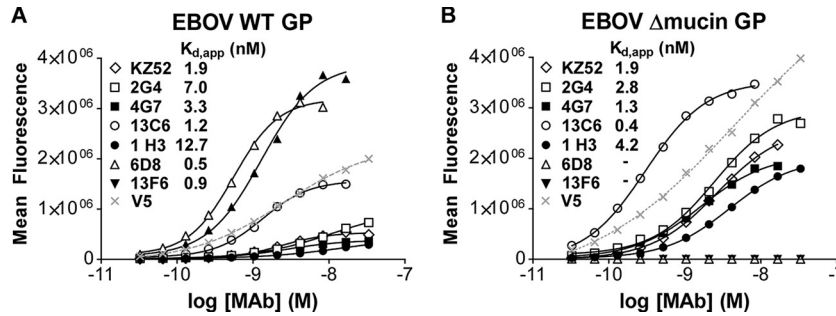 A
EBOV WT GP
Mean Fluorescence
4×10⁰⁶
3×10⁰⁶
2×10⁰⁶
1×10⁰⁶
0
Kd,app (nM)
KZ52 1.9
2G4 7.0
4G7 3.3
13C6 1.2
1 H3 12.7
6D8 0.5
13F6 0.9
V5
-11 -10 -9 -8 -7
log [MAb] (M)
B
EBOV Δmucin GP
Mean Fluorescence
4×10⁰⁶
3×10⁰⁶
2×10⁰⁶
1×10⁰⁶
0
Kd,app (nM)
KZ52 1.9
2G4 2.8
4G7 1.3
13C6 0.4
1 H3 4.2
6D8 -
13F6 -
V5
-11 -10 -9 -8 -7
log [MAb] (M)